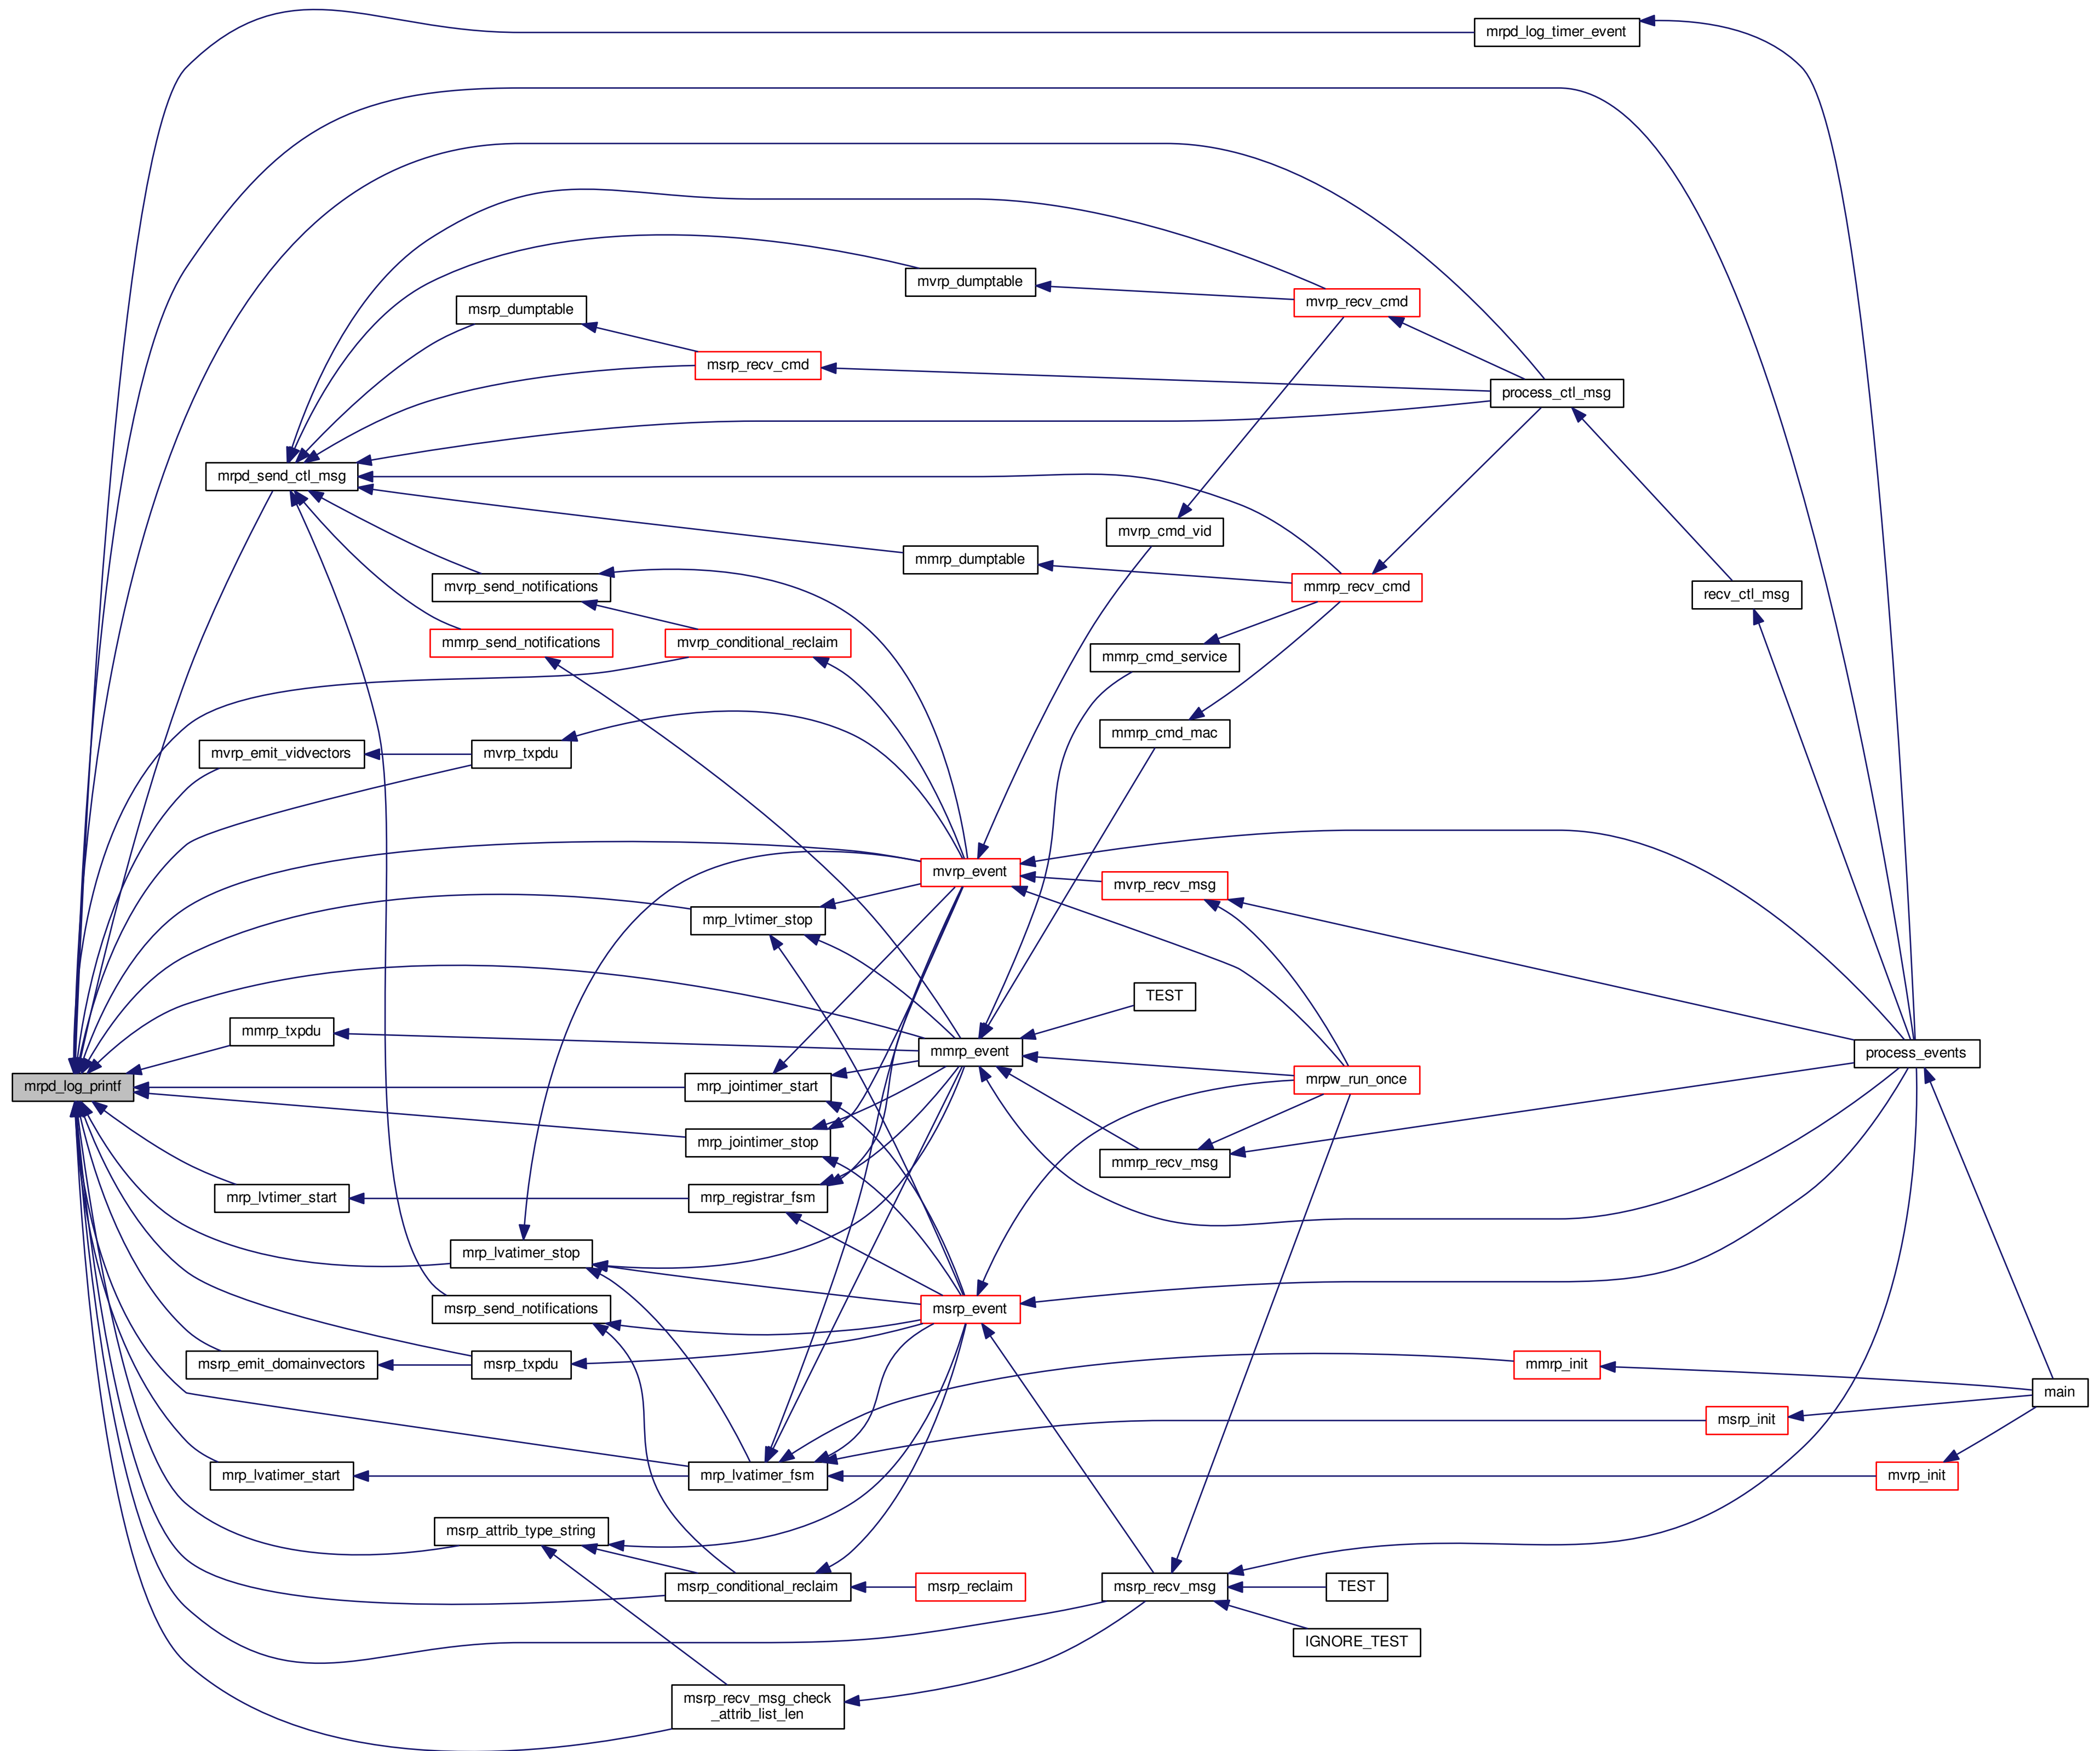 mrpd_log_timer_event
mvrp_dumptable
mvrp_recv_cmd
msrp_dumptable
msrp_recv_cmd
process_ctl_msg
mrpd_send_ctl_msg
mvrp_cmd_vid
mmrp_dumptable
mvrp_send_notifications
mmrp_recv_cmd
recv_ctl_msg
mmrp_send_notifications
mvrp_conditional_reclaim
mmrp_cmd_service
mmrp_cmd_mac
mvrp_emit_vidvectors
mvrp_txpdu
mvrp_event
mvrp_recv_msg
mrp_lvtimer_stop
TEST
mmrp_txpdu
mmrp_event
process_events
mrpd_log_printf
mrp_jointimer_start
mrpw_run_once
mrp_jointimer_stop
mmrp_recv_msg
mrp_lvtimer_start
mrp_registrar_fsm
mrp_lvatimer_stop
msrp_send_notifications
msrp_event
msrp_emit_domainvectors
msrp_txpdu
mmrp_init
main
msrp_init
mrp_lvatimer_start
mrp_lvatimer_fsm
mvrp_init
msrp_attrib_type_string
msrp_conditional_reclaim
msrp_reclaim
msrp_recv_msg
TEST
IGNORE_TEST
msrp_recv_msg_check
_attrib_list_len